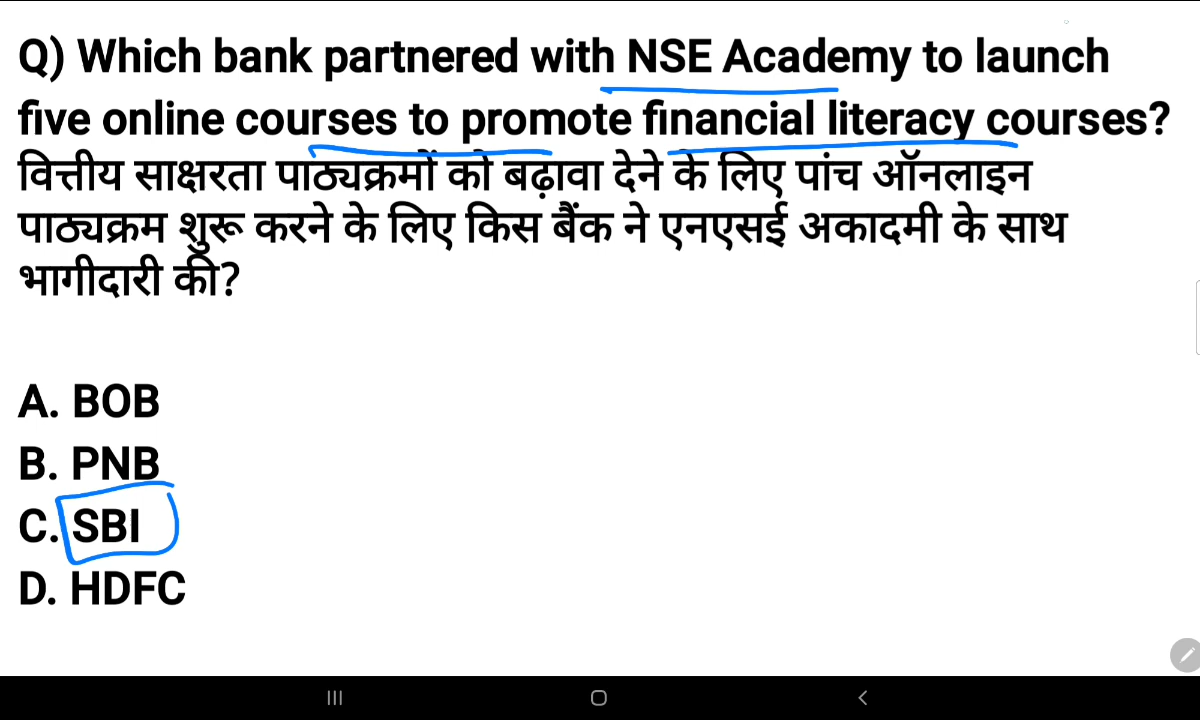 Q) Which bank partnered with NSE Academy to launch
five online courses to promote financial literacy courses?
वित्तीय साक्षरता पाठ्यक्रमों को बढ़ावा देने के लिए पांच ऑनलाइन
पाठ्यक्रम शुरू करने के लिए किस बैंक ने एनएसई अकादमी के साथ
भागीदारी की?
A. BOB
B. PNB
C. SBI
D. HDFC